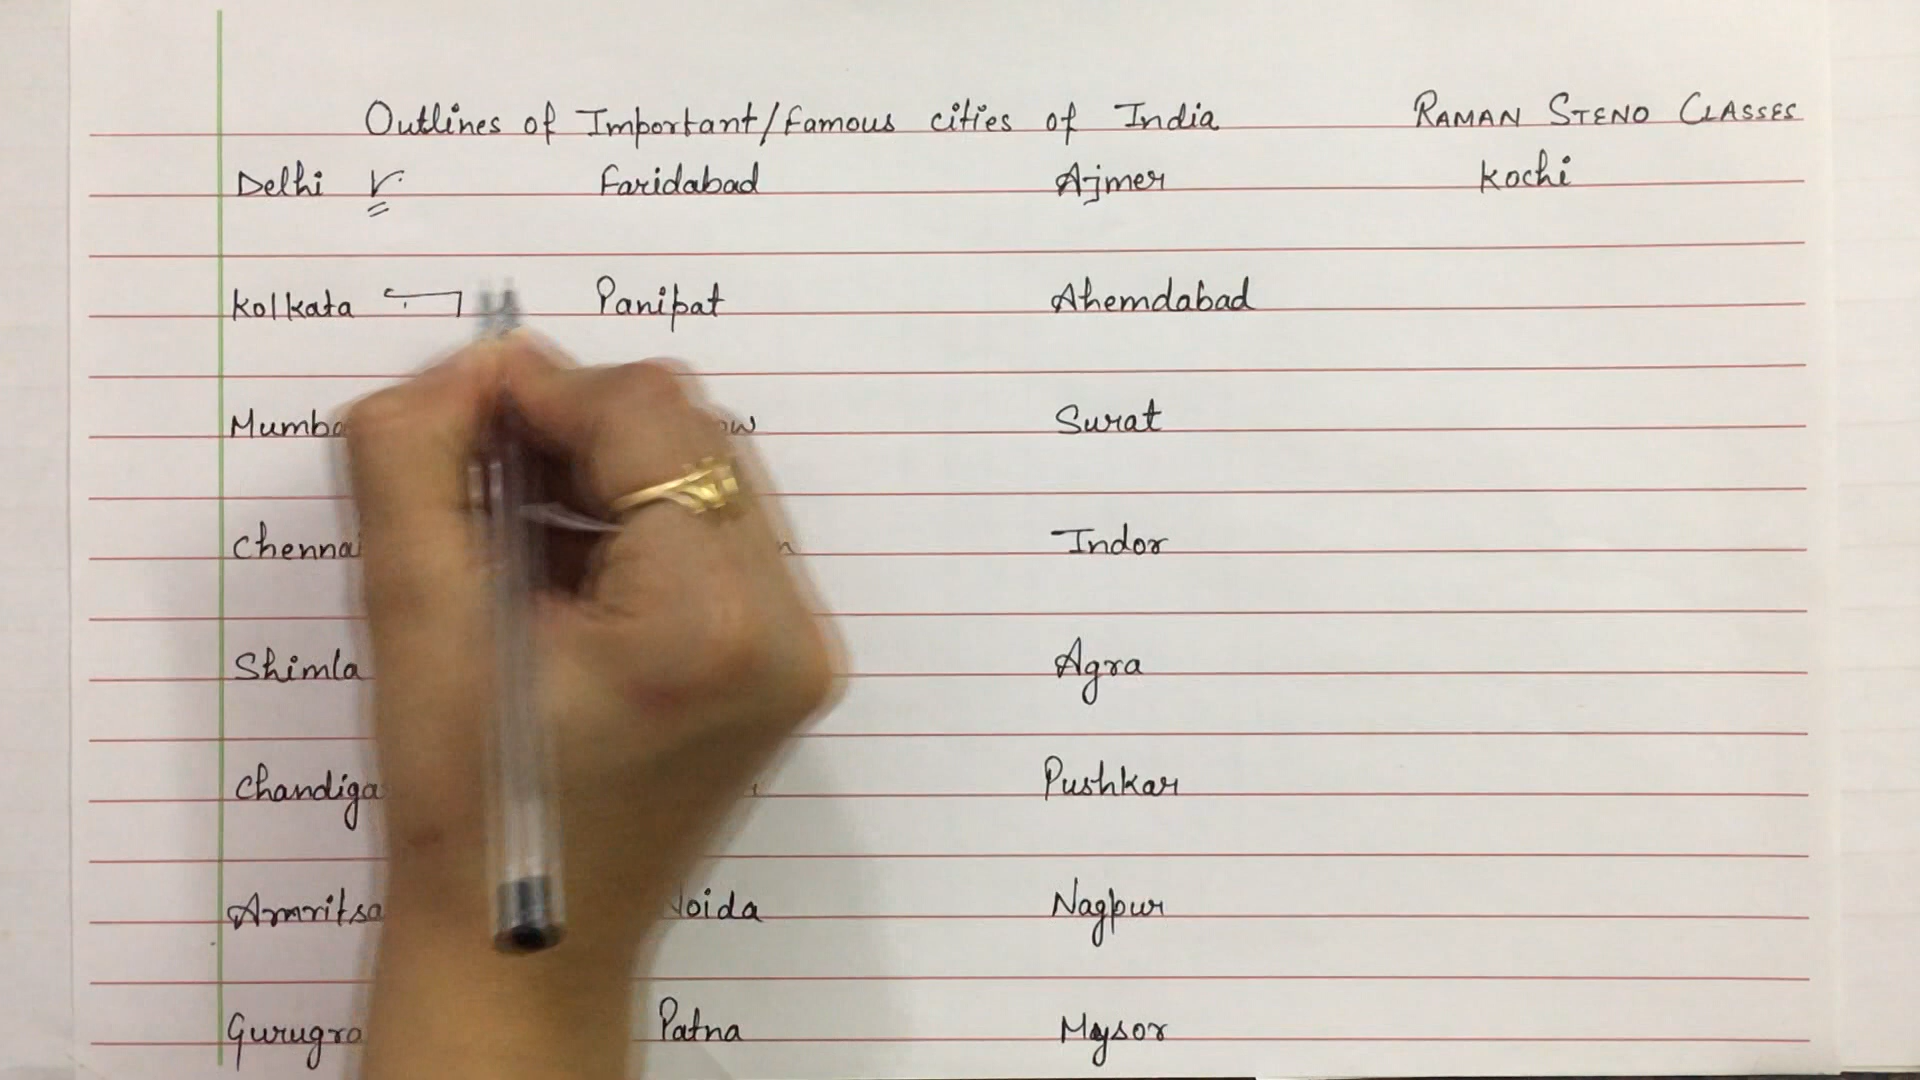 Outlines of Important/famous cities of India RAMAN STENO CLASSES
Delhi Faridabad Ajmer Kochi
Kolkata Panipat Ahemdabad
Surat
Indor
Shimla Agra
Pushkar
Noida Nagpur
Patna Mysor